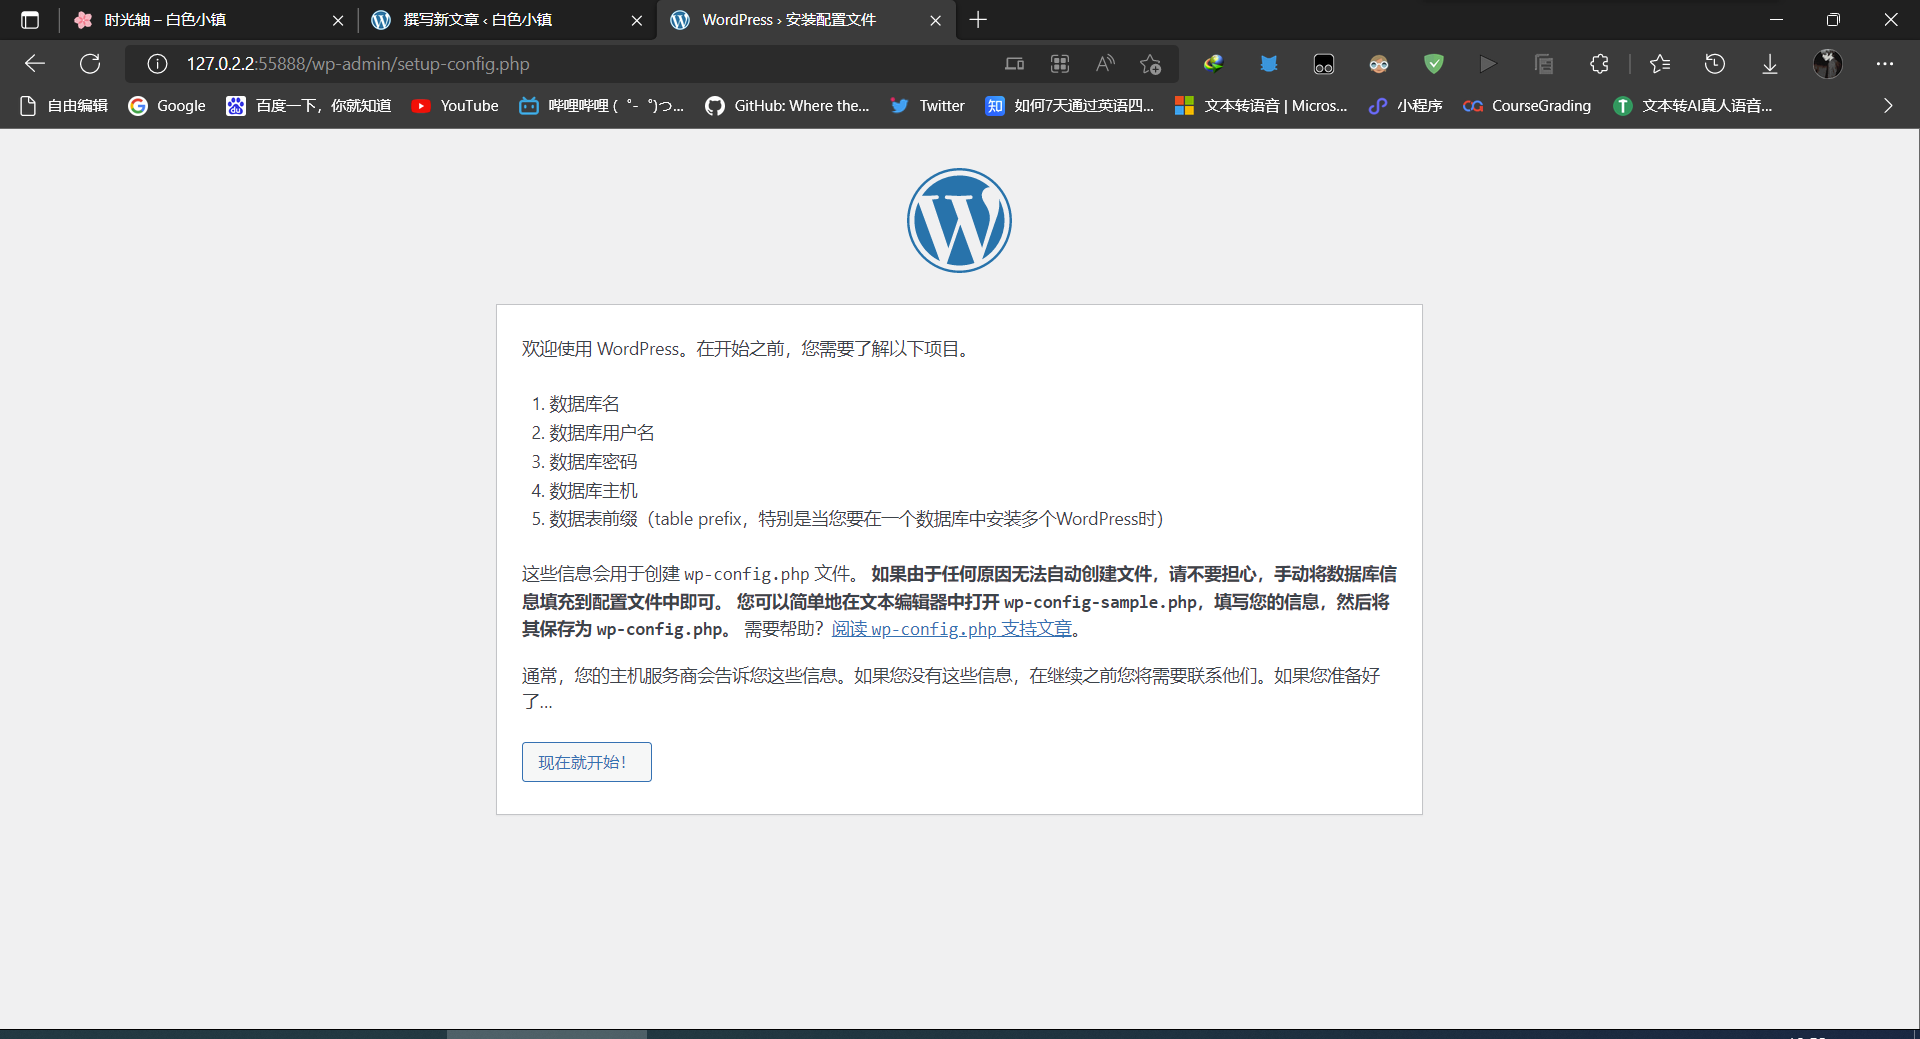 时光轴 – 白色小镇
撰写新文章 ‹ 白色小镇
WordPress › 安装配置文件
127.0.2.2:55888/wp-admin/setup-config.php
自由编辑
Google
百度一下，你就知道
YouTube
哔哩哔哩 ( ゜- ゜)つ...
GitHub: Where the...
Twitter
知 如何7天通过英语四...
文本转语音 | Micros...
小程序
CourseGrading
T 文本转AI真人语音...
欢迎使用 WordPress。在开始之前，您需要了解以下项目。
1. 数据库名
2. 数据库用户名
3. 数据库密码
4. 数据库主机
5. 数据表前缀（table prefix，特别是当您要在一个数据库中安装多个WordPress时）
这些信息会用于创建 wp-config.php 文件。 如果由于任何原因无法自动创建文件，请不要担心，手动将数据库信
息填充到配置文件中即可。 您可以简单地在文本编辑器中打开 wp-config-sample.php，填写您的信息，然后将
其保存为 wp-config.php。 需要帮助？阅读 wp-config.php 支持文章。
通常，您的主机服务商会告诉您这些信息。如果您没有这些信息，在继续之前您将需要联系他们。如果您准备好
了...
现在就开始！